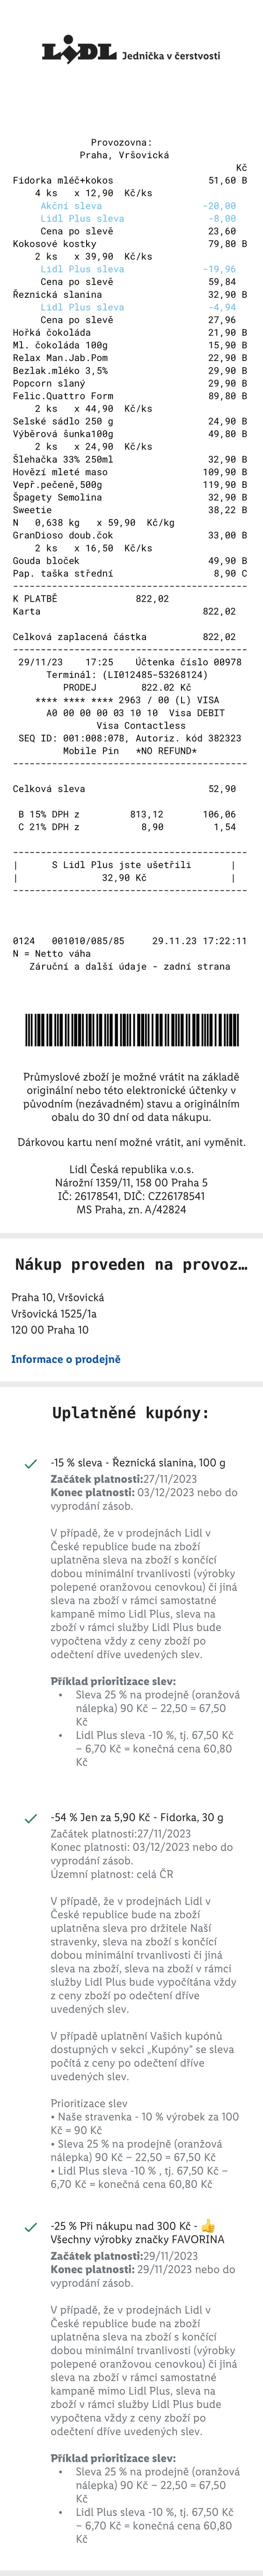 LIDL Jednička v čerstvosti
Provozovna:
Praha, Vršovická
Kč
Fidorka mléč+kokos 51,60 B
4 ks x 12,90 Kč/ks
Akční sleva -20,00
Lidl Plus sleva -8,00
Cena po slevě 23,60
Kokosové kostky 79,80 B
2 ks x 39,90 Kč/ks
Lidl Plus sleva -19,96
Cena po slevě 59,84
Řeznická slanina 32,90 B
Lidl Plus sleva -4,94
Cena po slevě 27,96
Hořká čokoláda 21,90 B
Ml. čokoláda 100g 15,90 B
Relax Man.Jab.Pom 22,90 B
Bezlak.mléko 3,5% 29,90 B
Popcorn slaný 29,90 B
Felic.Quattro Form 89,80 B
2 ks x 44,90 Kč/ks
Selské sádlo 250 g 24,90 B
Výběrová šunka100g 49,80 B
2 ks x 24,90 Kč/ks
Šlehačka 33% 250ml 32,90 B
Hovězí mleté maso 109,90 B
Vepř.pečeně,500g 119,90 B
Špagety Semolina 32,90 B
Sweetie 38,22 B
N 0,638 kg x 59,90 Kč/kg
GranDioso doub.čok 33,00 B
2 ks x 16,50 Kč/ks
Gouda bloček 49,90 B
Pap. taška střední 8,90 C
K PLATBĚ 822,02
Karta 822,02
Celková zaplacená částka 822,02
29/11/23 17:25 Účtenka číslo 00978
Terminál: (LI012485-53268124)
PRODEJ 822.02 Kč
**** **** **** 2963 / 00 (L) VISA
A0 00 00 00 03 10 10 Visa DEBIT
Visa Contactless
SEQ ID: 001:008:078, Autoriz. kód 382323
Mobile Pin *NO REFUND*
Celková sleva 52,90
B 15% DPH z 813,12 106,06
C 21% DPH z 8,90 1,54
| S Lidl Plus jste ušetřili |
| 32,90 Kč |
0124 001010/085/85 29.11.23 17:22:11
N = Netto váha
Záruční a další údaje - zadní strana
Průmyslové zboží je možné vrátit na základě
originální nebo této elektronické účtenky v
původním (nezávadném) stavu a originálním
obalu do 30 dní od data nákupu.
Dárkovou kartu není možné vrátit, ani vyměnit.
Lidl Česká republika v.o.s.
Nárožní 1359/11, 158 00 Praha 5
IČ: 26178541, DIČ: CZ26178541
MS Praha, zn. A/42824
Nákup proveden na provoz…
Praha 10, Vršovická
Vršovická 1525/1a
120 00 Praha 10
Informace o prodejně
Uplatněné kupóny:
-15 % sleva - Řeznická slanina, 100 g
Začátek platnosti:27/11/2023
Konec platnosti: 03/12/2023 nebo do
vyprodání zásob.
V případě, že v prodejnách Lidl v
České republice bude na zboží
uplatněna sleva na zboží s končící
dobou minimální trvanlivosti (výrobky
polepené oranžovou cenovkou) či jiná
sleva na zboží v rámci samostatné
kampaně mimo Lidl Plus, sleva na
zboží v rámci služby Lidl Plus bude
vypočtena vždy z ceny zboží po
odečtení dříve uvedených slev.
Příklad prioritizace slev:
• Sleva 25 % na prodejně (oranžová
nálepka) 90 Kč – 22,50 = 67,50
Kč
• Lidl Plus sleva -10 %, tj. 67,50 Kč
– 6,70 Kč = konečná cena 60,80
Kč
-54 % Jen za 5,90 Kč - Fidorka, 30 g
Začátek platnosti:27/11/2023
Konec platnosti: 03/12/2023 nebo do
vyprodání zásob.
Územní platnost: celá ČR
V případě, že v prodejnách Lidl v
České republice bude na zboží
uplatněna sleva pro držitele Naší
stravenky, sleva na zboží s končící
dobou minimální trvanlivosti či jiná
sleva na zboží, sleva na zboží v rámci
služby Lidl Plus bude vypočítána vždy
z ceny zboží po odečtení dříve
uvedených slev.
V případě uplatnění Vašich kupónů
dostupných v sekci „Kupóny" se sleva
počítá z ceny po odečtení dříve
uvedených slev.
Prioritizace slev
• Naše stravenka - 10 % výrobek za 100
Kč = 90 Kč
• Sleva 25 % na prodejně (oranžová
nálepka) 90 Kč – 22,50 = 67,50 Kč
• Lidl Plus sleva -10 % , tj. 67,50 Kč –
6,70 Kč = konečná cena 60,80 Kč
-25 % Při nákupu nad 300 Kč - 👍
Všechny výrobky značky FAVORINA
Začátek platnosti:29/11/2023
Konec platnosti: 29/11/2023 nebo do
vyprodání zásob.
V případě, že v prodejnách Lidl v
České republice bude na zboží
uplatněna sleva na zboží s končící
dobou minimální trvanlivosti (výrobky
polepené oranžovou cenovkou) či jiná
sleva na zboží v rámci samostatné
kampaně mimo Lidl Plus, sleva na
zboží v rámci služby Lidl Plus bude
vypočtena vždy z ceny zboží po
odečtení dříve uvedených slev.
Příklad prioritizace slev:
• Sleva 25 % na prodejně (oranžová
nálepka) 90 Kč – 22,50 = 67,50
Kč
• Lidl Plus sleva -10 %, tj. 67,50 Kč
– 6,70 Kč = konečná cena 60,80
Kč